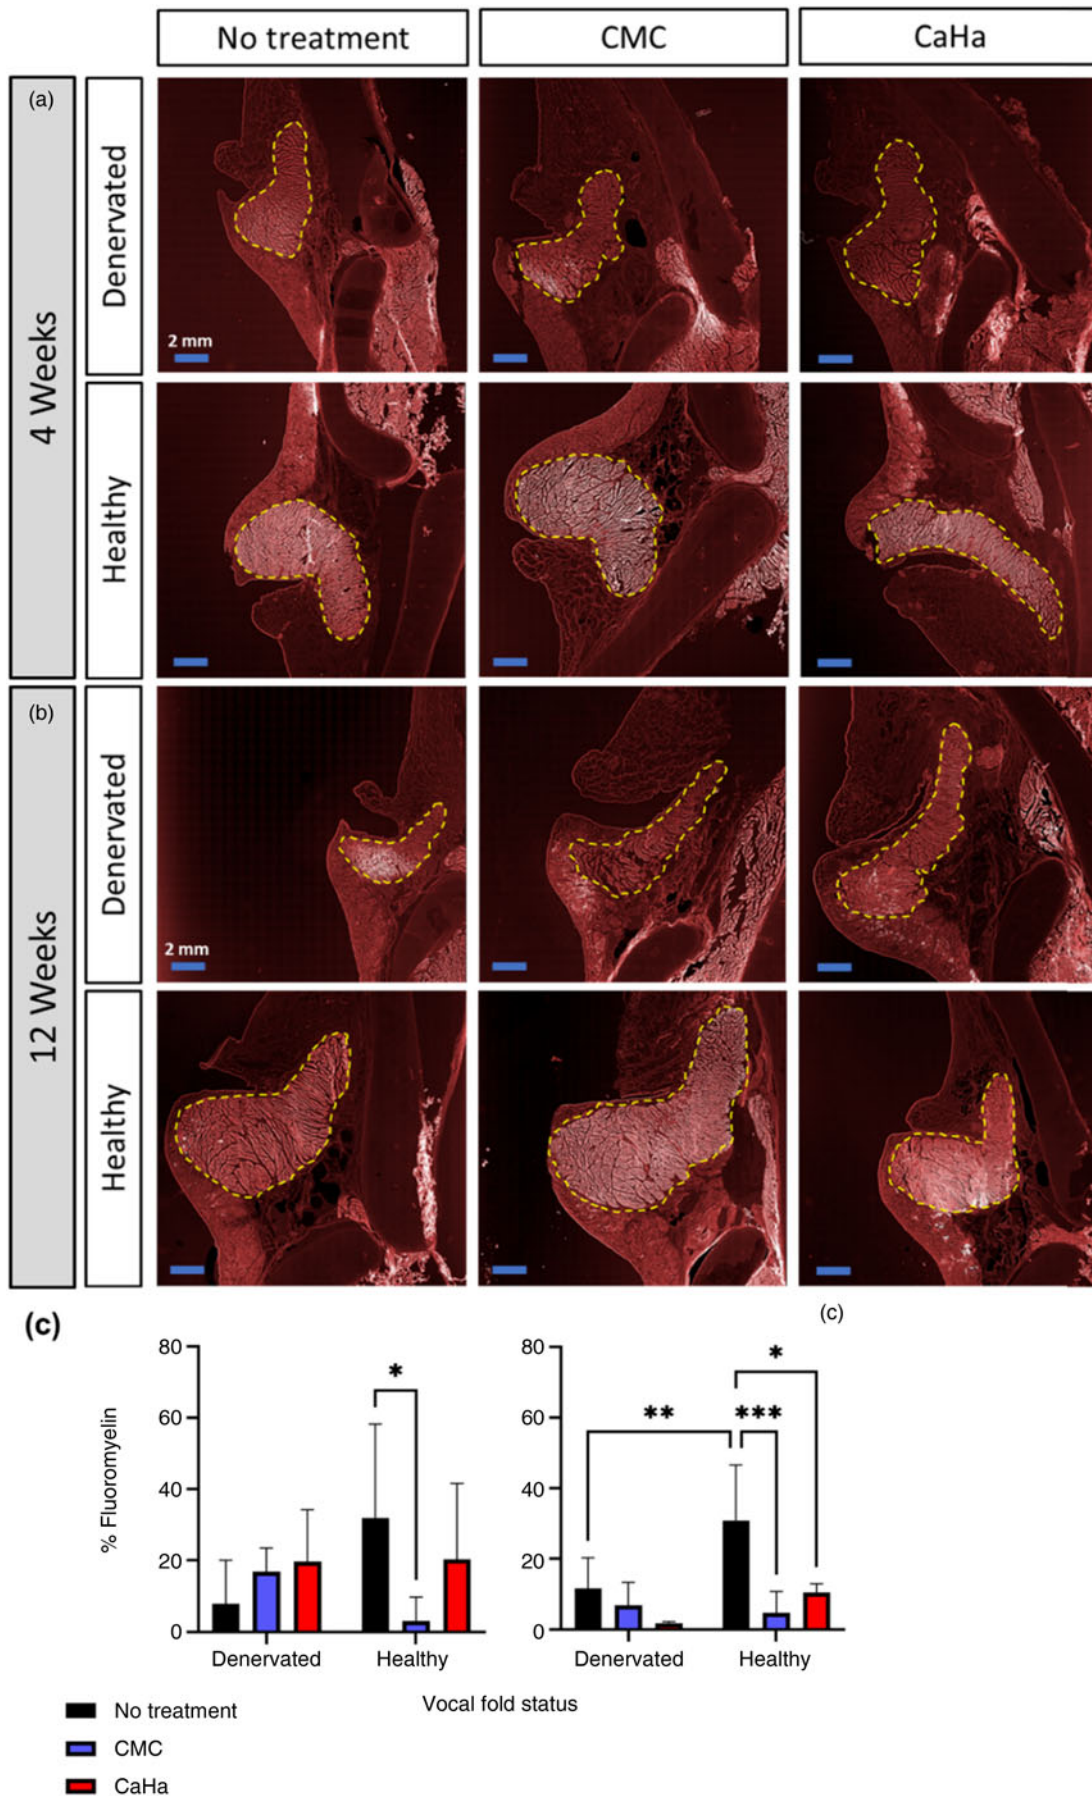 No treatment
CMC
CaHa
(a)
4 Weeks
Denervated
2 mm
Healthy
(b)
12 Weeks
Denervated
2 mm
Healthy
(c)
(c)
% Fluoromyelin
80
60
40
20
0
*
Denervated
Healthy
80
60
40
20
0
**
***
*
Denervated
Healthy
Vocal fold status
No treatment
CMC
CaHa